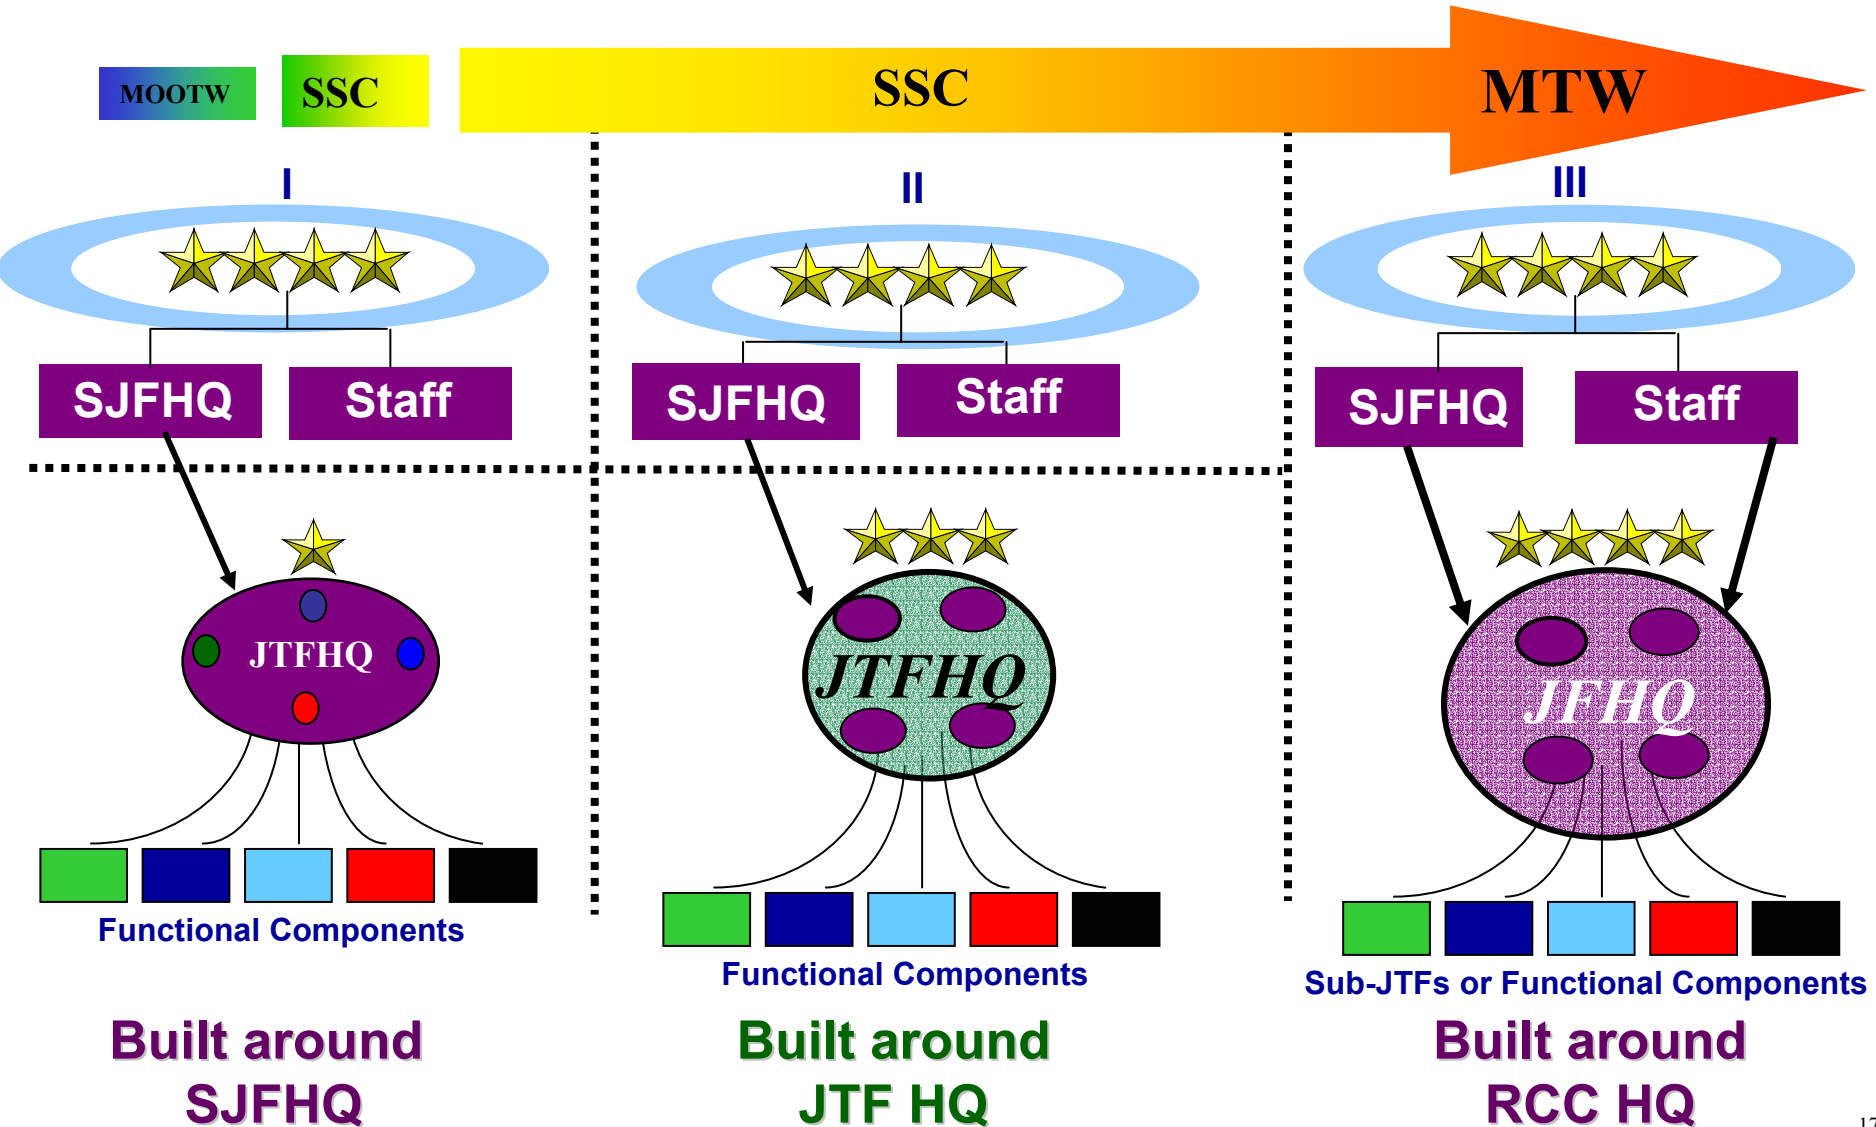 MOOTW SSC SSC MTW
I II III
SJFHQ Staff SJFHQ Staff SJFHQ Staff
JTFHQ JTFHQ JFHQ
Functional Components
Functional Components
Sub-JTFs or Functional Components
Built around
SJFHQ
Built around
JTF HQ
Built around
RCC HQ
17